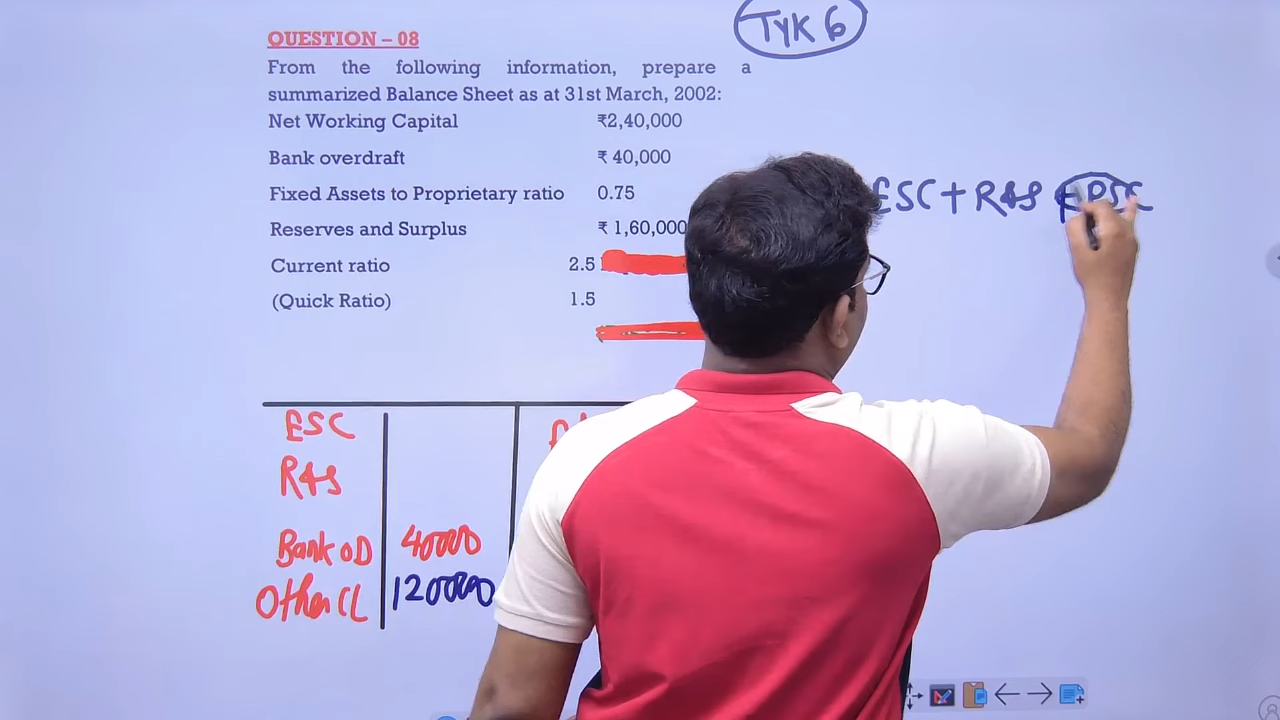 TYK 6
QUESTION – 08
From the following information, prepare a
summarized Balance Sheet as at 31st March, 2002:
Net Working Capital ₹2,40,000
Bank overdraft ₹ 40,000
Fixed Assets to Proprietary ratio 0.75
Reserves and Surplus ₹ 1,60,000
Current ratio 2.5
(Quick Ratio) 1.5
ESC + R&S + PSC
ESC
R&S
Bank OD 40000
Other CL 120000